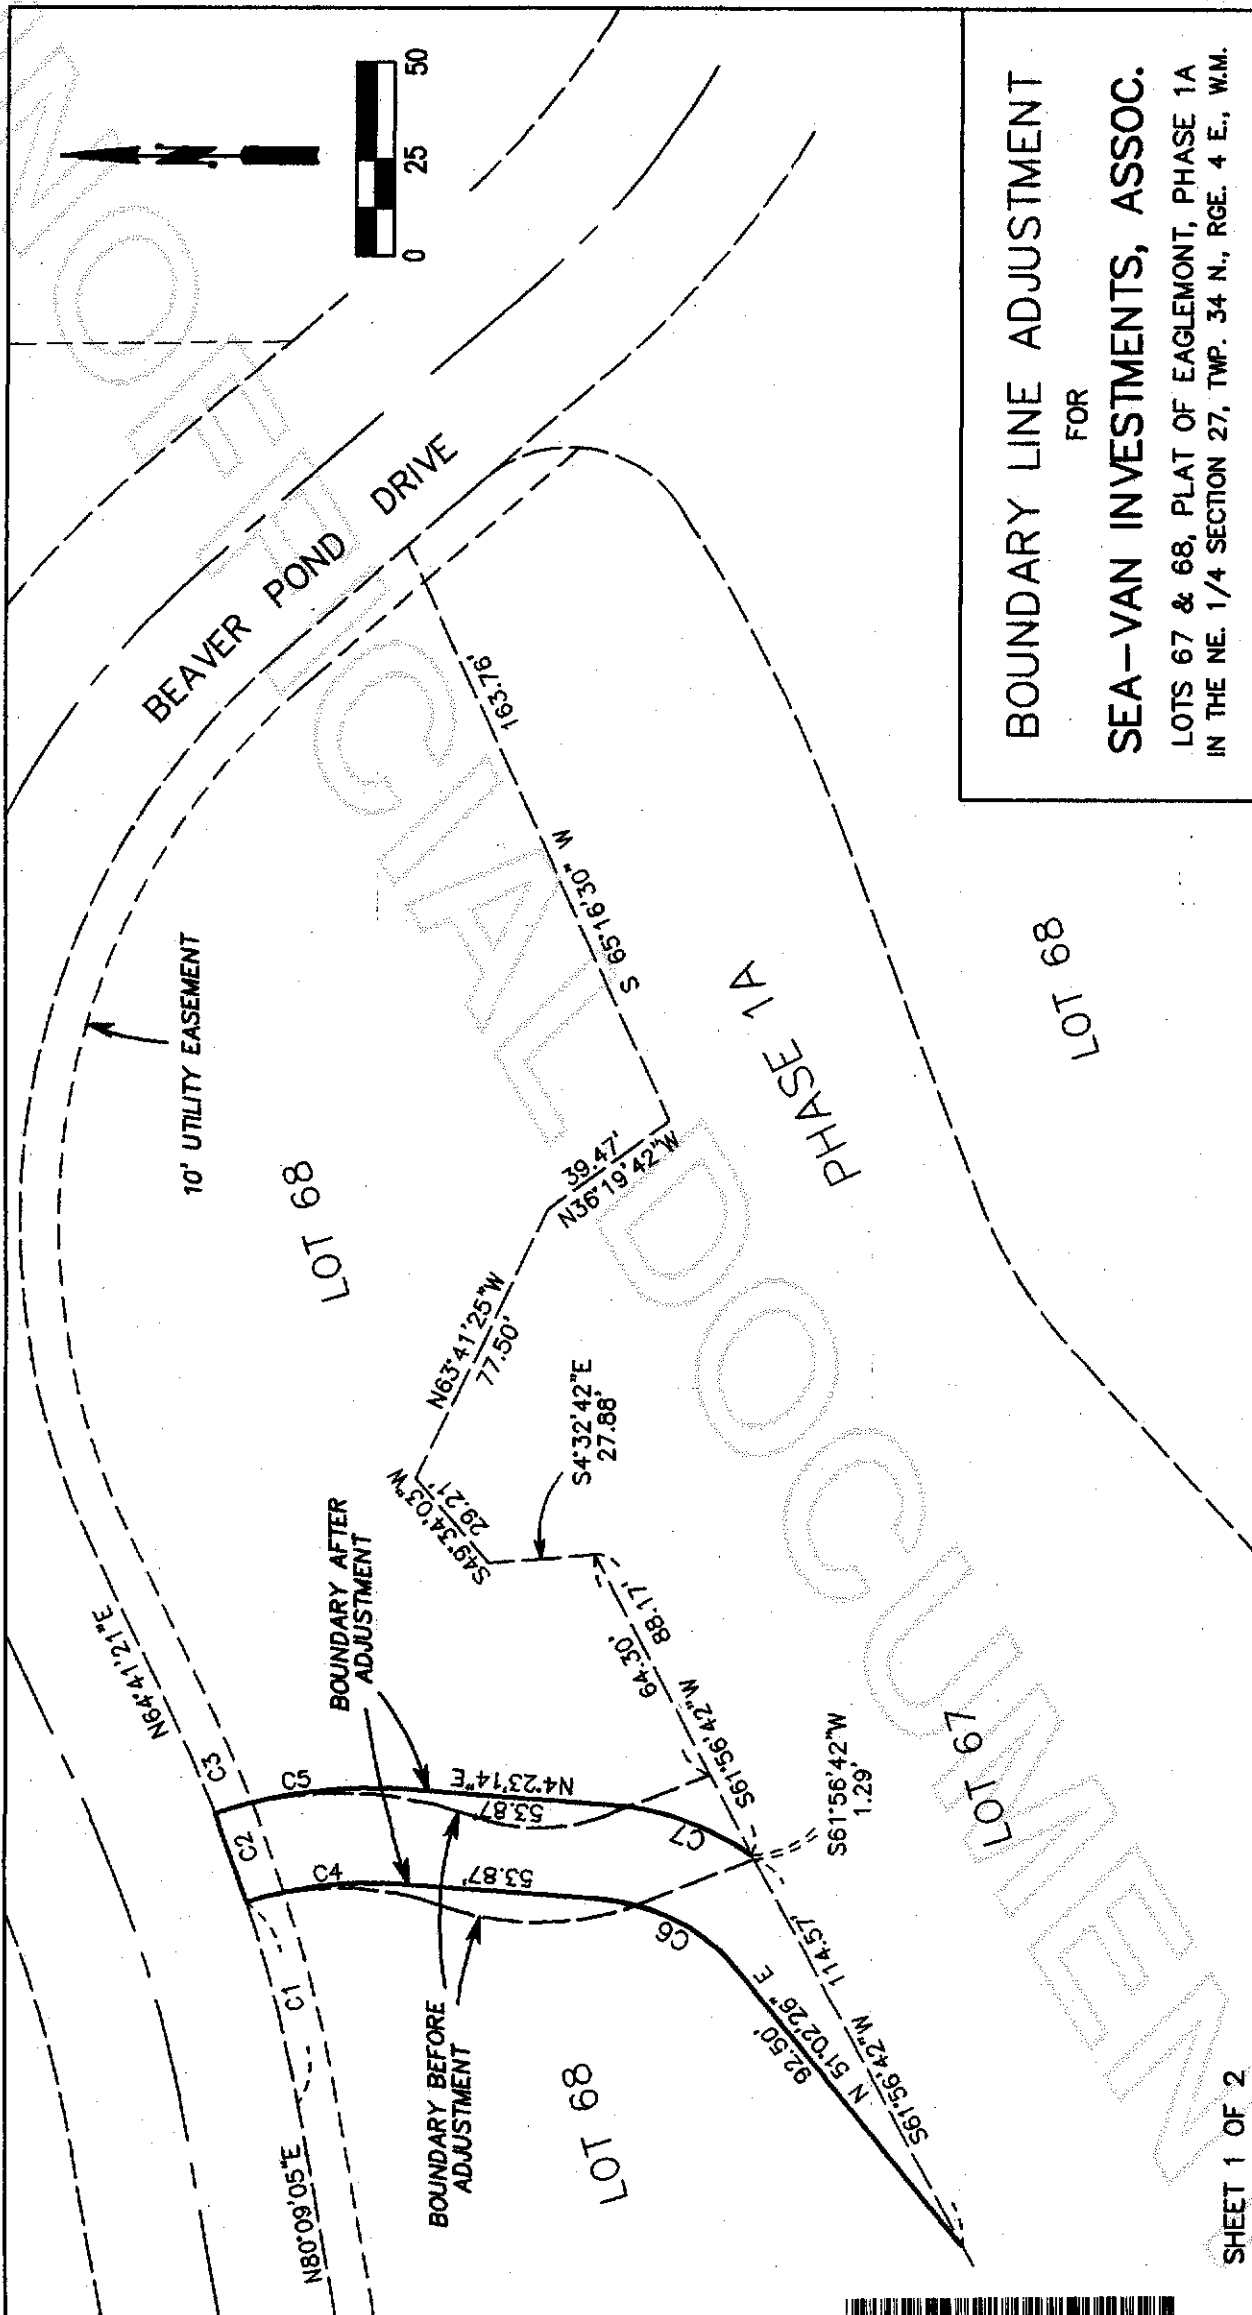 BOUNDARY LINE ADJUSTMENT
FOR
SEA-VAN INVESTMENTS, ASSOC.
LOTS 67 & 68, PLAT OF EAGLEMONT, PHASE 1A
IN THE NE. 1/4 SECTION 27, TWP. 34 N., RGE. 4 E., W.M.
N
0 25 50
BEAVER POND DRIVE
10' UTILITY EASEMENT
LOT 68
163.76'
S 65°16'30" W
PHASE 1A
LOT 68
39.47'
N36°19'42"W
N63°41'25"W
77.50'
S49°34'03"W
29.21'
S4°32'42"E
27.88'
64.30'
88.17'
S61°56'42"W
S61°56'42"W
1.29'
LOT 67
N64°41'21"E
C3
C2
C1
C5
C4
BOUNDARY AFTER
ADJUSTMENT
N4°23'14"E
53.87'
53.87'
C7
C6
BOUNDARY BEFORE
ADJUSTMENT
N80°09'05"E
LOT 68
92.50'
N 51°02'26" E
114.57'
S61°56'42"W
SHEET 1 OF 2
UNOFFICIAL DOCUMENT